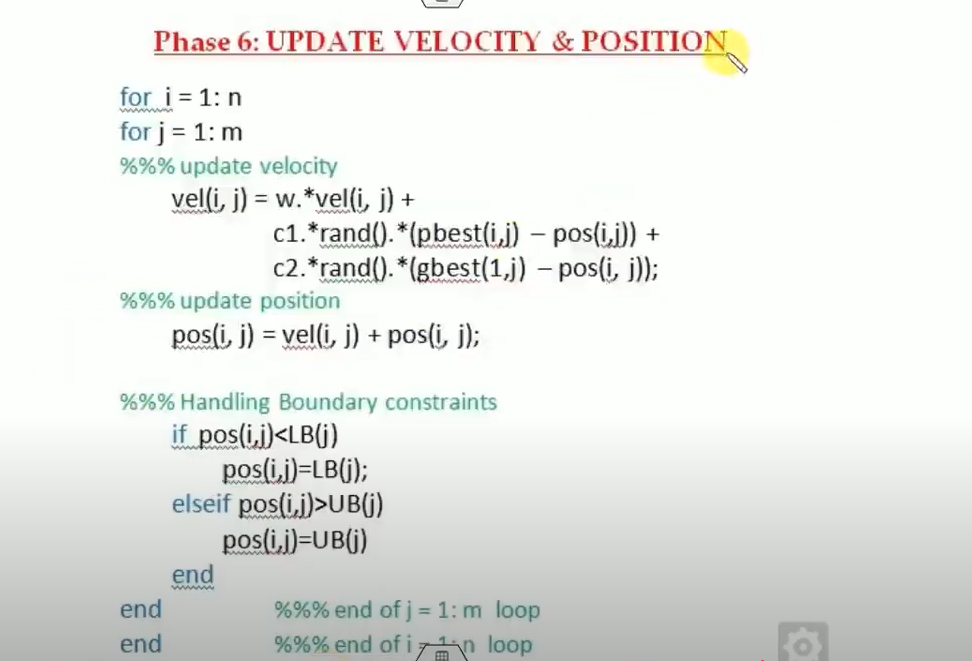 Phase 6: UPDATE VELOCITY & POSITION
for i = 1: n
for j = 1: m
%%% update velocity
vel(i, j) = w.*vel(i, j) +
c1.*rand().*(pbest(i,j) – pos(i,j)) +
c2.*rand().*(gbest(1,j) – pos(i, j));
%%% update position
pos(i, j) = vel(i, j) + pos(i, j);
%%% Handling Boundary constraints
if pos(i,j)<LB(j)
pos(i,j)=LB(j);
elseif pos(i,j)>UB(j)
pos(i,j)=UB(j)
end
end %%% end of j = 1: m loop
end %%% end of i = 1: n loop